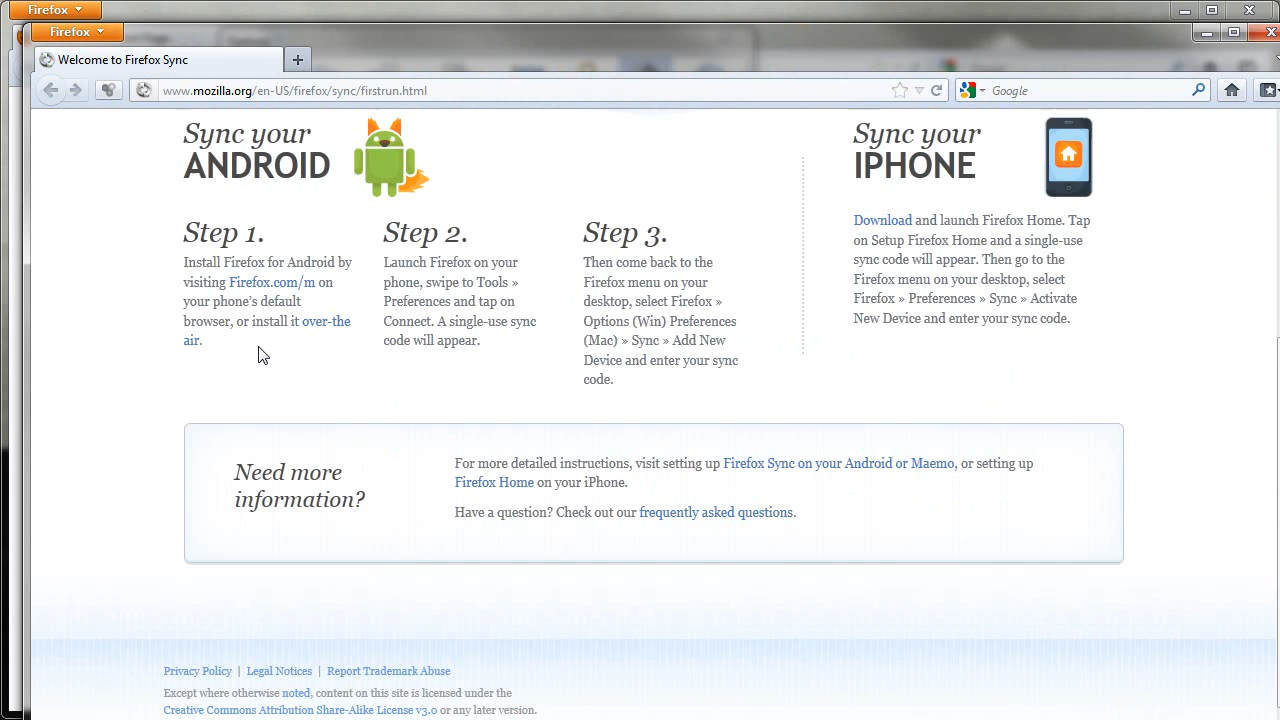 Firefox
Firefox
Welcome to Firefox Sync
www.mozilla.org/en-US/firefox/sync/firstrun.html
Google
Sync your
ANDROID
Sync your
IPHONE
Step 1.
Install Firefox for Android by
visiting Firefox.com/m on
your phone's default
browser, or install it over-the
air.
Step 2.
Launch Firefox on your
phone, swipe to Tools »
Preferences and tap on
Connect. A single-use sync
code will appear.
Step 3.
Then come back to the
Firefox menu on your
desktop, select Firefox »
Options (Win) Preferences
(Mac) » Sync » Add New
Device and enter your sync
code.
Download and launch Firefox Home. Tap
on Setup Firefox Home and a single-use
sync code will appear. Then go to the
Firefox menu on your desktop, select
Firefox » Preferences » Sync » Activate
New Device and enter your sync code.
Need more
information?
For more detailed instructions, visit setting up Firefox Sync on your Android or Maemo, or setting up
Firefox Home on your iPhone.
Have a question? Check out our frequently asked questions.
Privacy Policy | Legal Notices | Report Trademark Abuse
Except where otherwise noted, content on this site is licensed under the
Creative Commons Attribution Share-Alike License v3.0 or any later version.